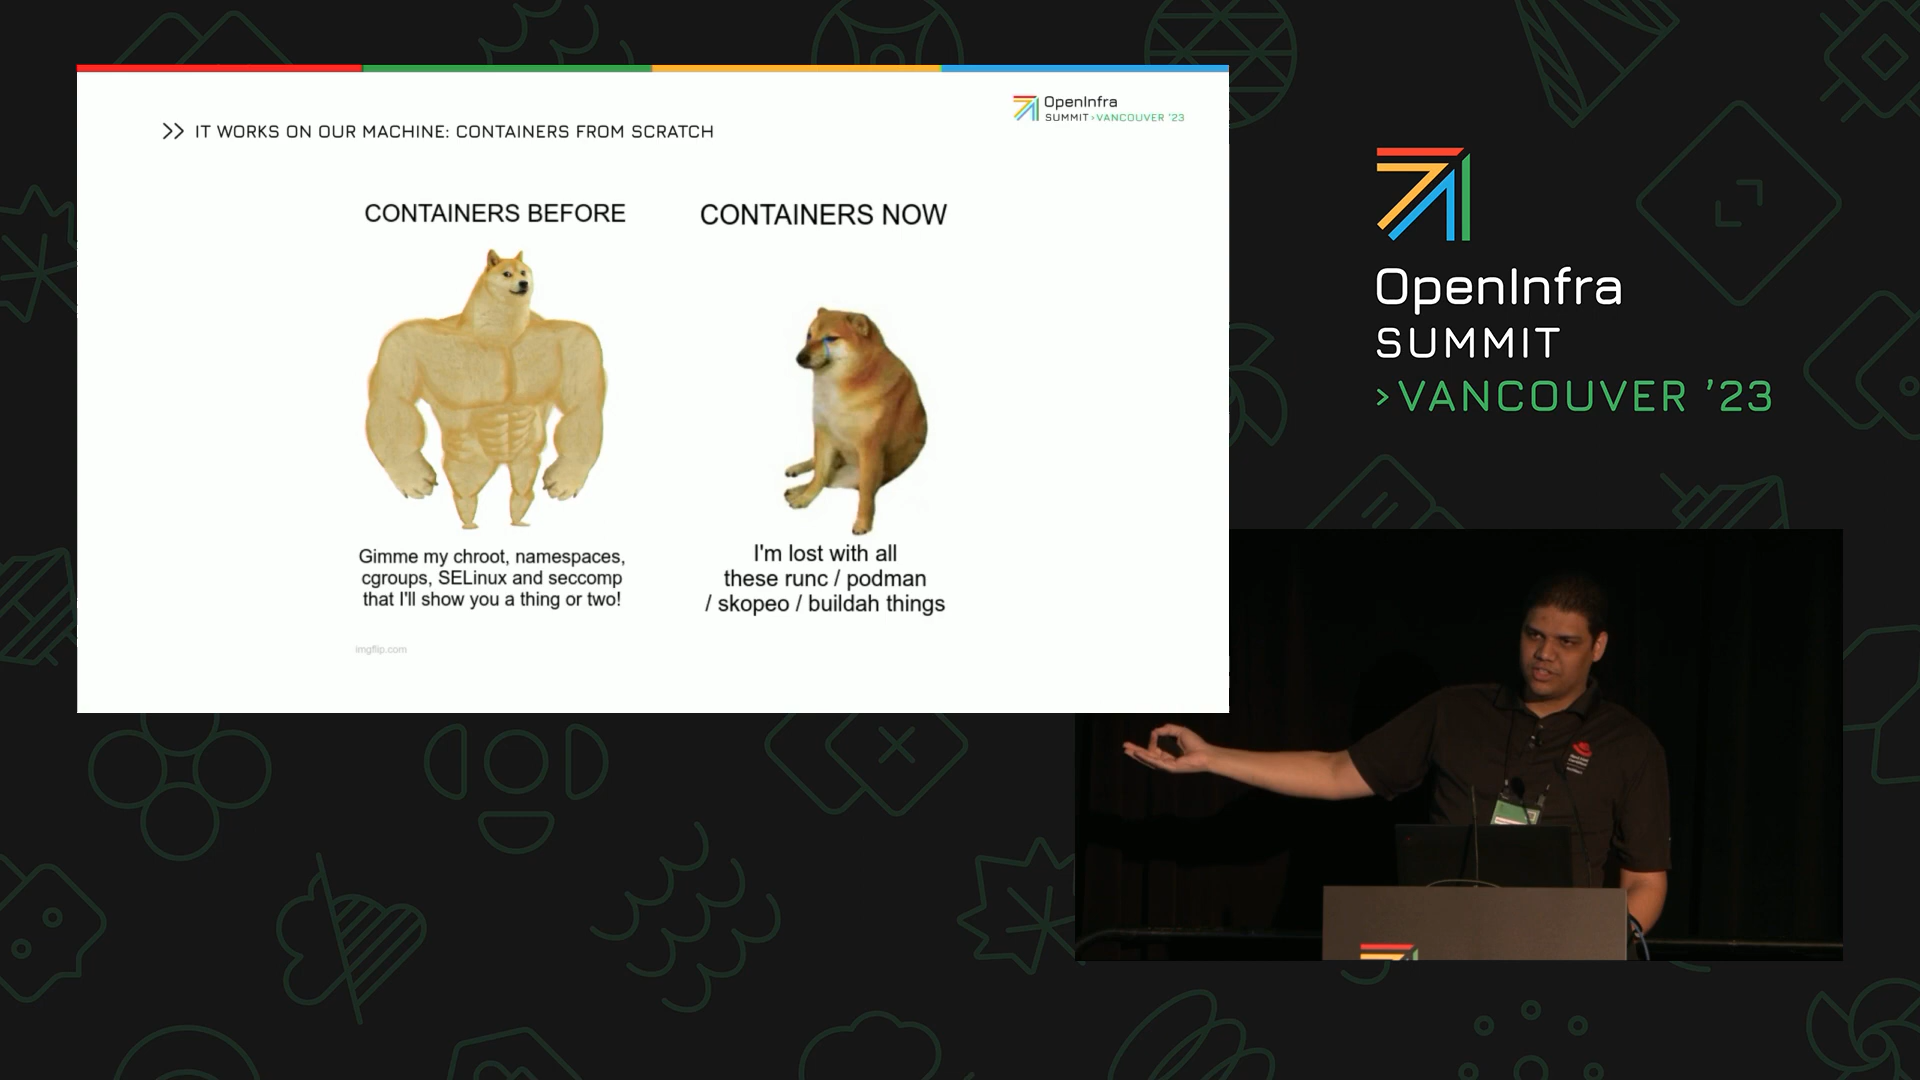 >> IT WORKS ON OUR MACHINE: CONTAINERS FROM SCRATCH
OpenInfra
SUMMIT›VANCOUVER '23
CONTAINERS BEFORE
Gimme my chroot, namespaces,
cgroups, SELinux and seccomp
that I'll show you a thing or two!
CONTAINERS NOW
I'm lost with all
these runc / podman
/ skopeo / buildah things
imgflip.com
OpenInfra
SUMMIT
›VANCOUVER '23